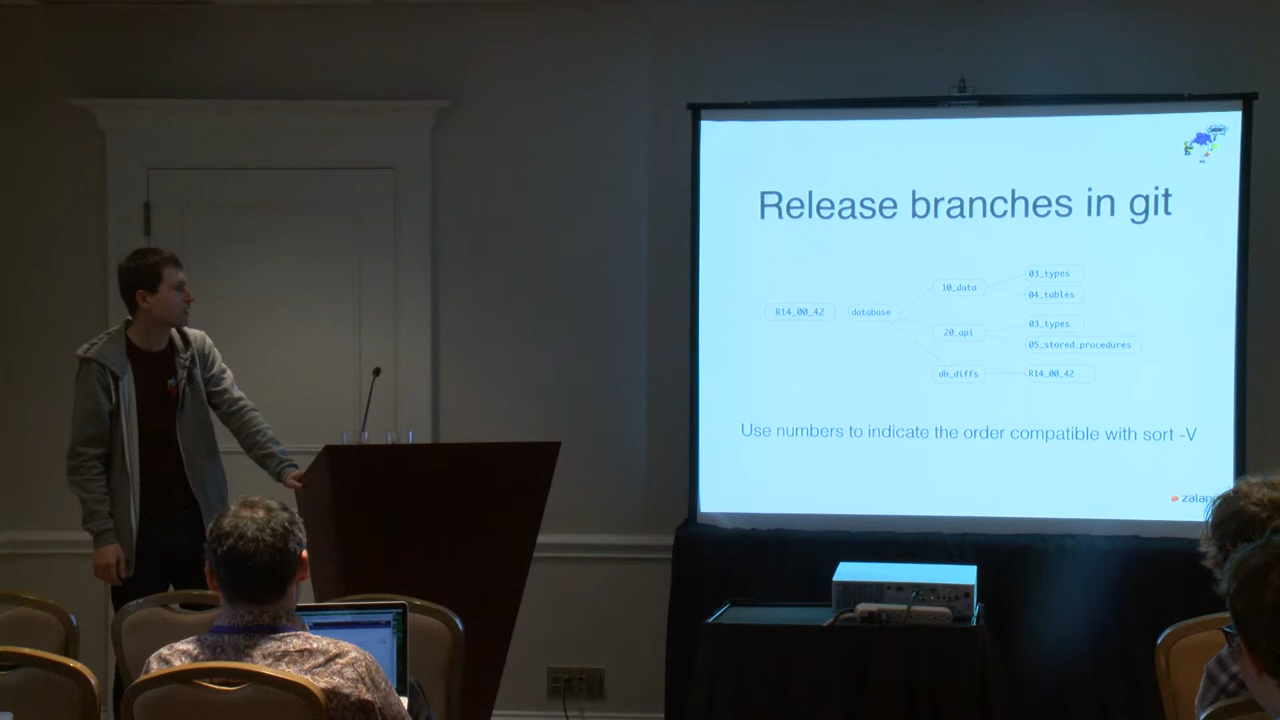 Release branches in git
R14_00_42
database
10_data
03_types
04_tables
20_api
03_types
05_stored_procedures
db_diffs
R14_00_42
Use numbers to indicate the order compatible with sort -V